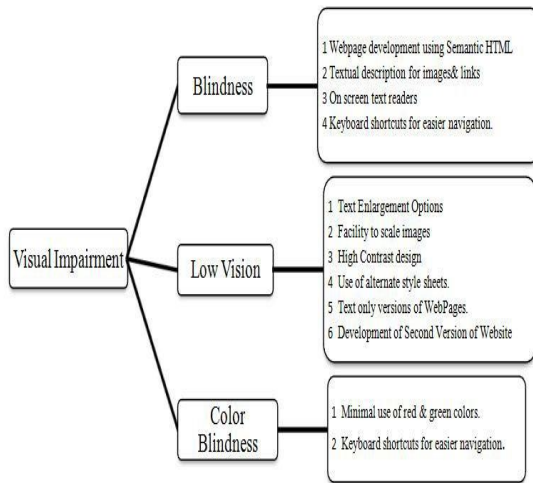 Visual Impairment
Blindness
1 Webpage development using Semantic HTML
2 Textual description for images& links
3 On screen text readers
4 Keyboard shortcuts for easier navigation.
Low Vision
1 Text Enlargement Options
2 Facility to scale images
3 High Contrast design
4 Use of alternate style sheets.
5 Text only versions of WebPages.
6 Development of Second Version of Website
Color
Blindness
1 Minimal use of red & green colors.
2 Keyboard shortcuts for easier navigation.